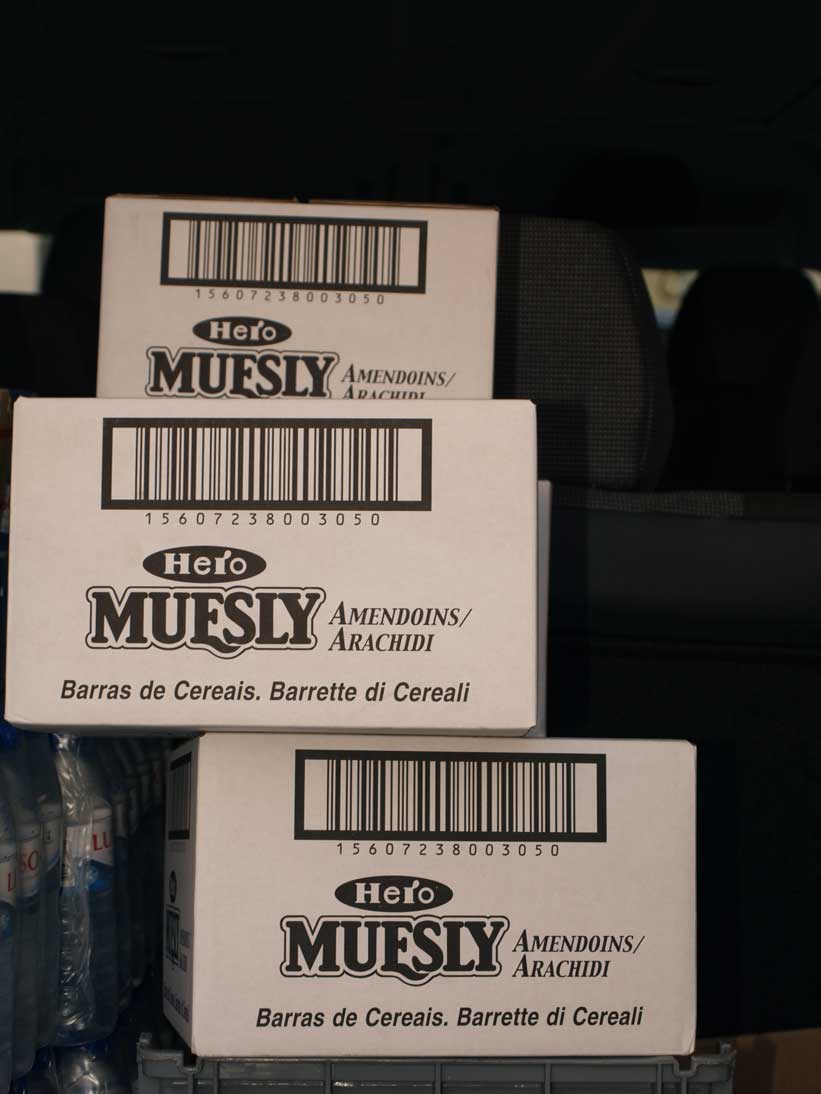 15607238003050
Hero
MUESLY AMENDOINS/
ARACHIDI
15607238003050
Hero
MUESLY AMENDOINS/
ARACHIDI
Barras de Cereais. Barrette di Cereali
15607238003050
Hero
MUESLY AMENDOINS/
ARACHIDI
Barras de Cereais. Barrette di Cereali